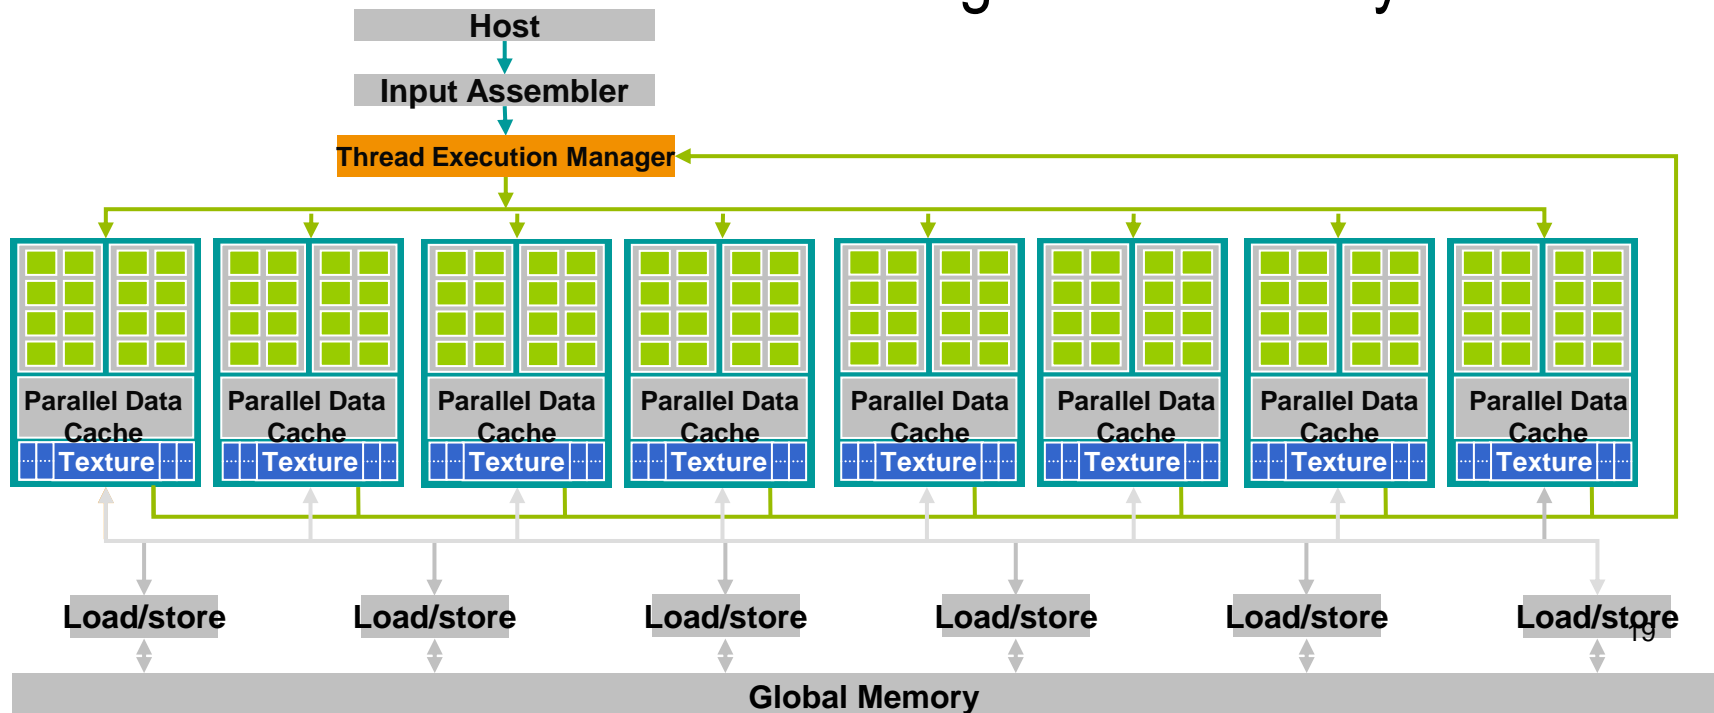 Host
Input Assembler
Thread Execution Manager
Parallel Data Cache
Parallel Data Cache
Parallel Data Cache
Parallel Data Cache
Parallel Data Cache
Parallel Data Cache
Parallel Data Cache
Parallel Data Cache
... ... Texture ... ...
... ... Texture ... ...
... ... Texture ... ...
... ... Texture ... ...
... ... Texture ... ...
... ... Texture ... ...
... ... Texture ... ...
... ... Texture ... ...
Load/store
Load/store
Load/store
Load/store
Load/store
Load/store
19
Global Memory